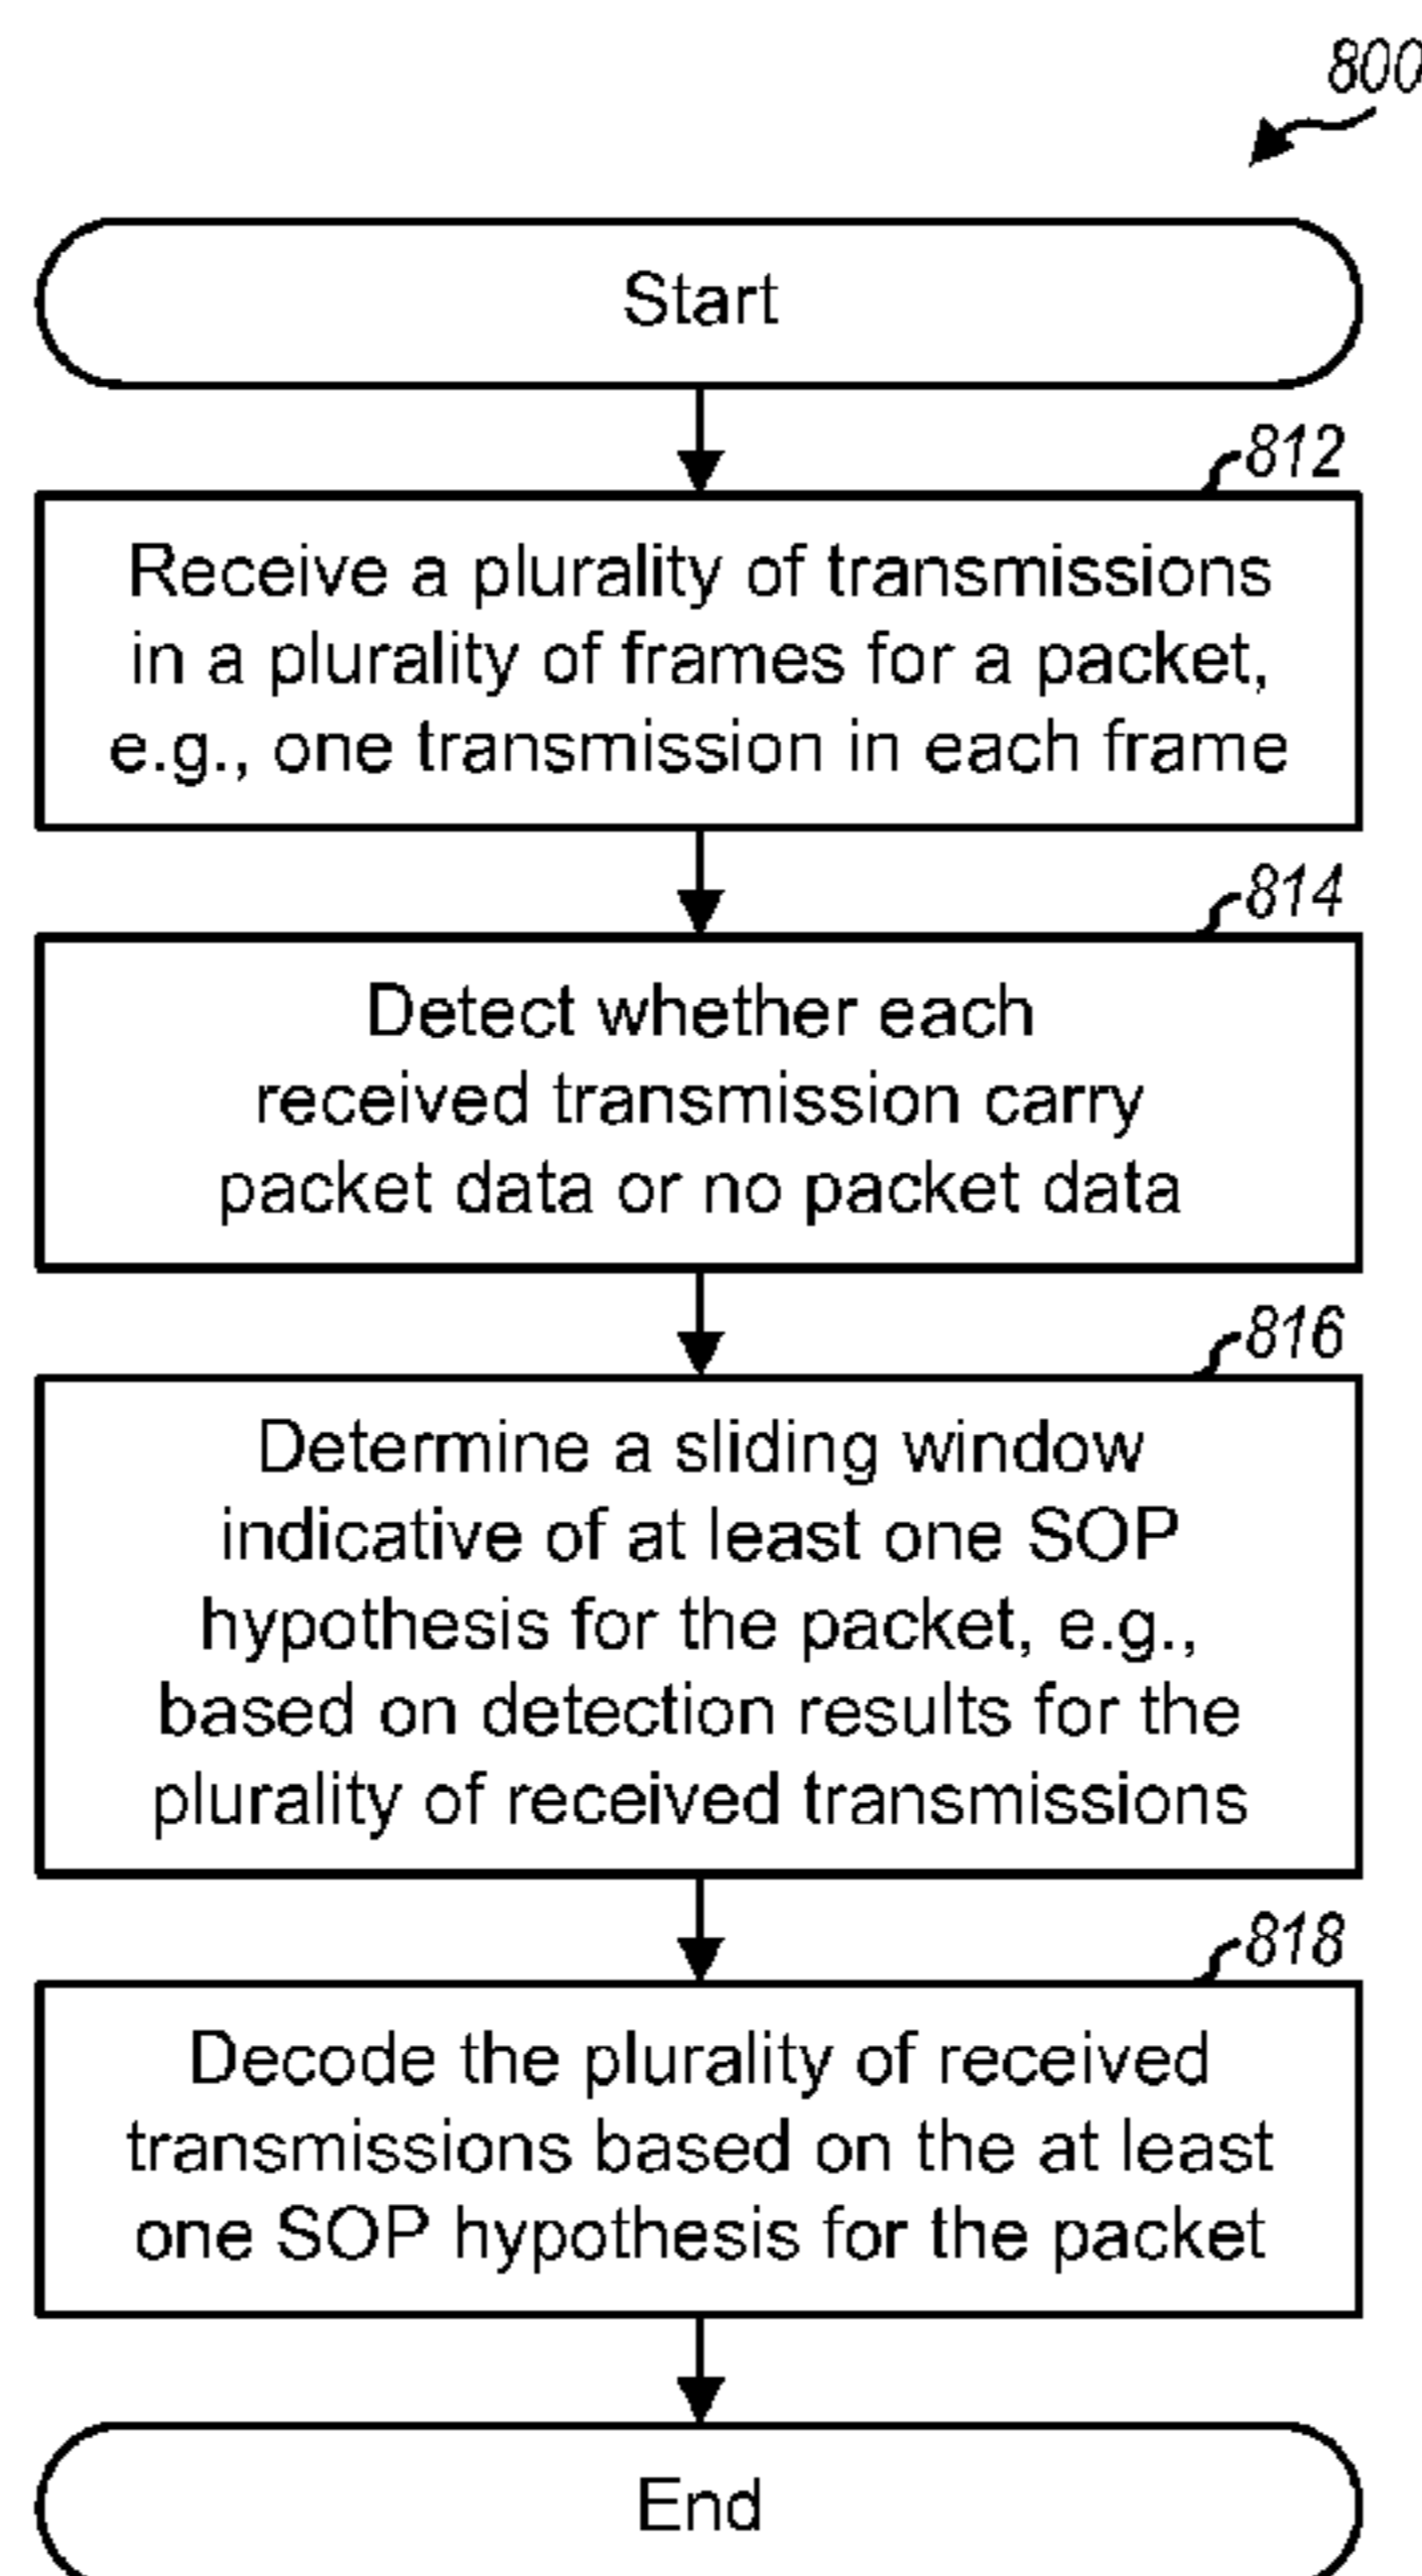 800
Start
812
Receive a plurality of transmissions
in a plurality of frames for a packet,
e.g., one transmission in each frame
814
Detect whether each
received transmission carry
packet data or no packet data
816
Determine a sliding window
indicative of at least one SOP
hypothesis for the packet, e.g.,
based on detection results for the
plurality of received transmissions
818
Decode the plurality of received
transmissions based on the at least
one SOP hypothesis for the packet
End